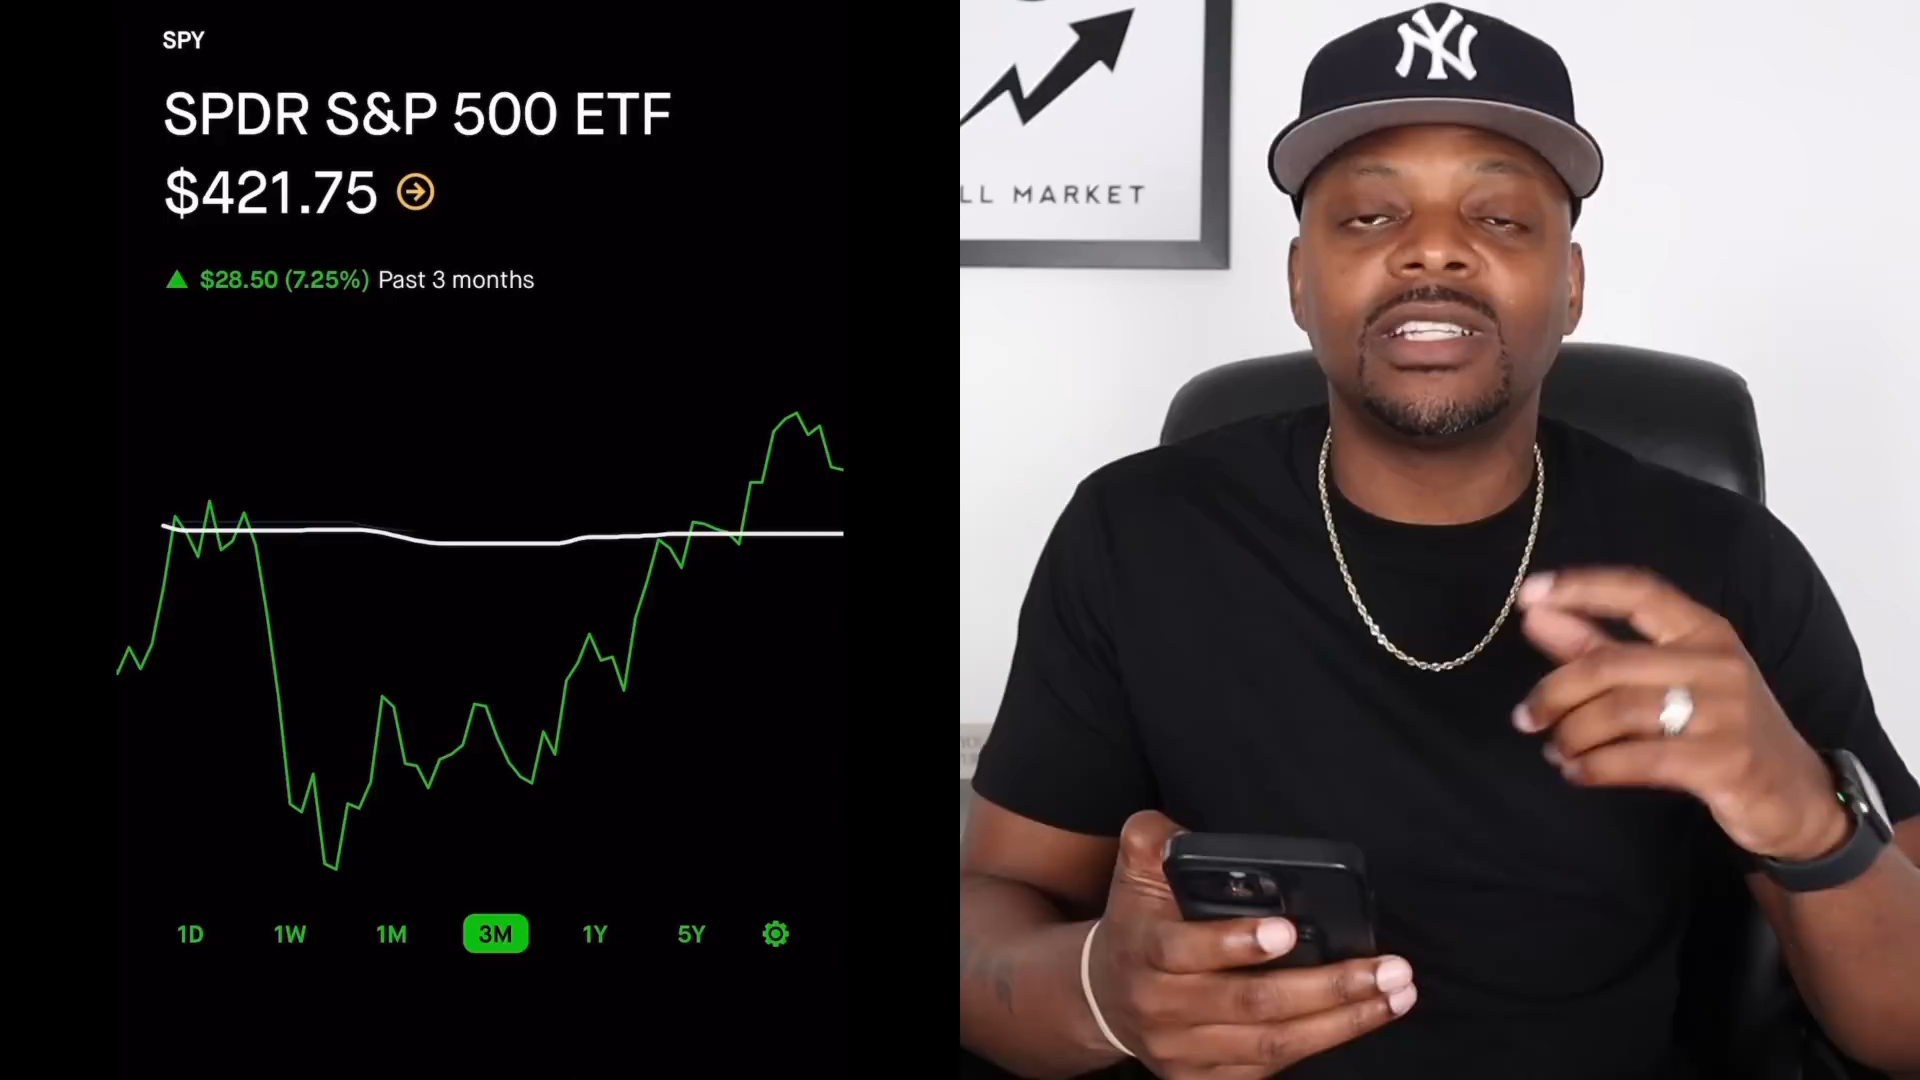 SPY
SPDR S&P 500 ETF
$421.75
$28.50 (7.25%) Past 3 months
1D 1W 1M 3M 1Y 5Y
LL MARKET
NY